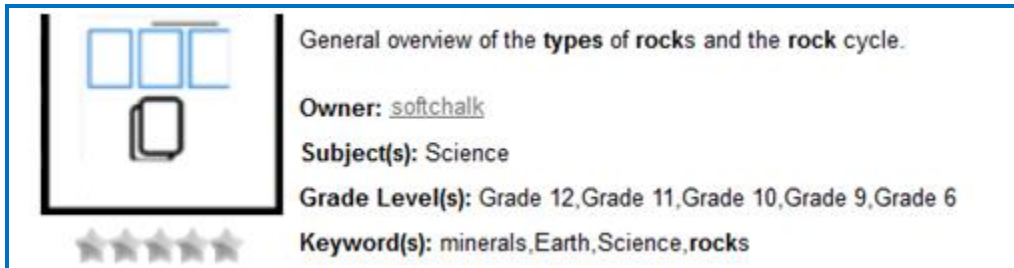 General overview of the types of rocks and the rock cycle.
Owner: softchalk
Subject(s): Science
Grade Level(s): Grade 12,Grade 11,Grade 10,Grade 9,Grade 6
Keyword(s): minerals,Earth,Science,rocks